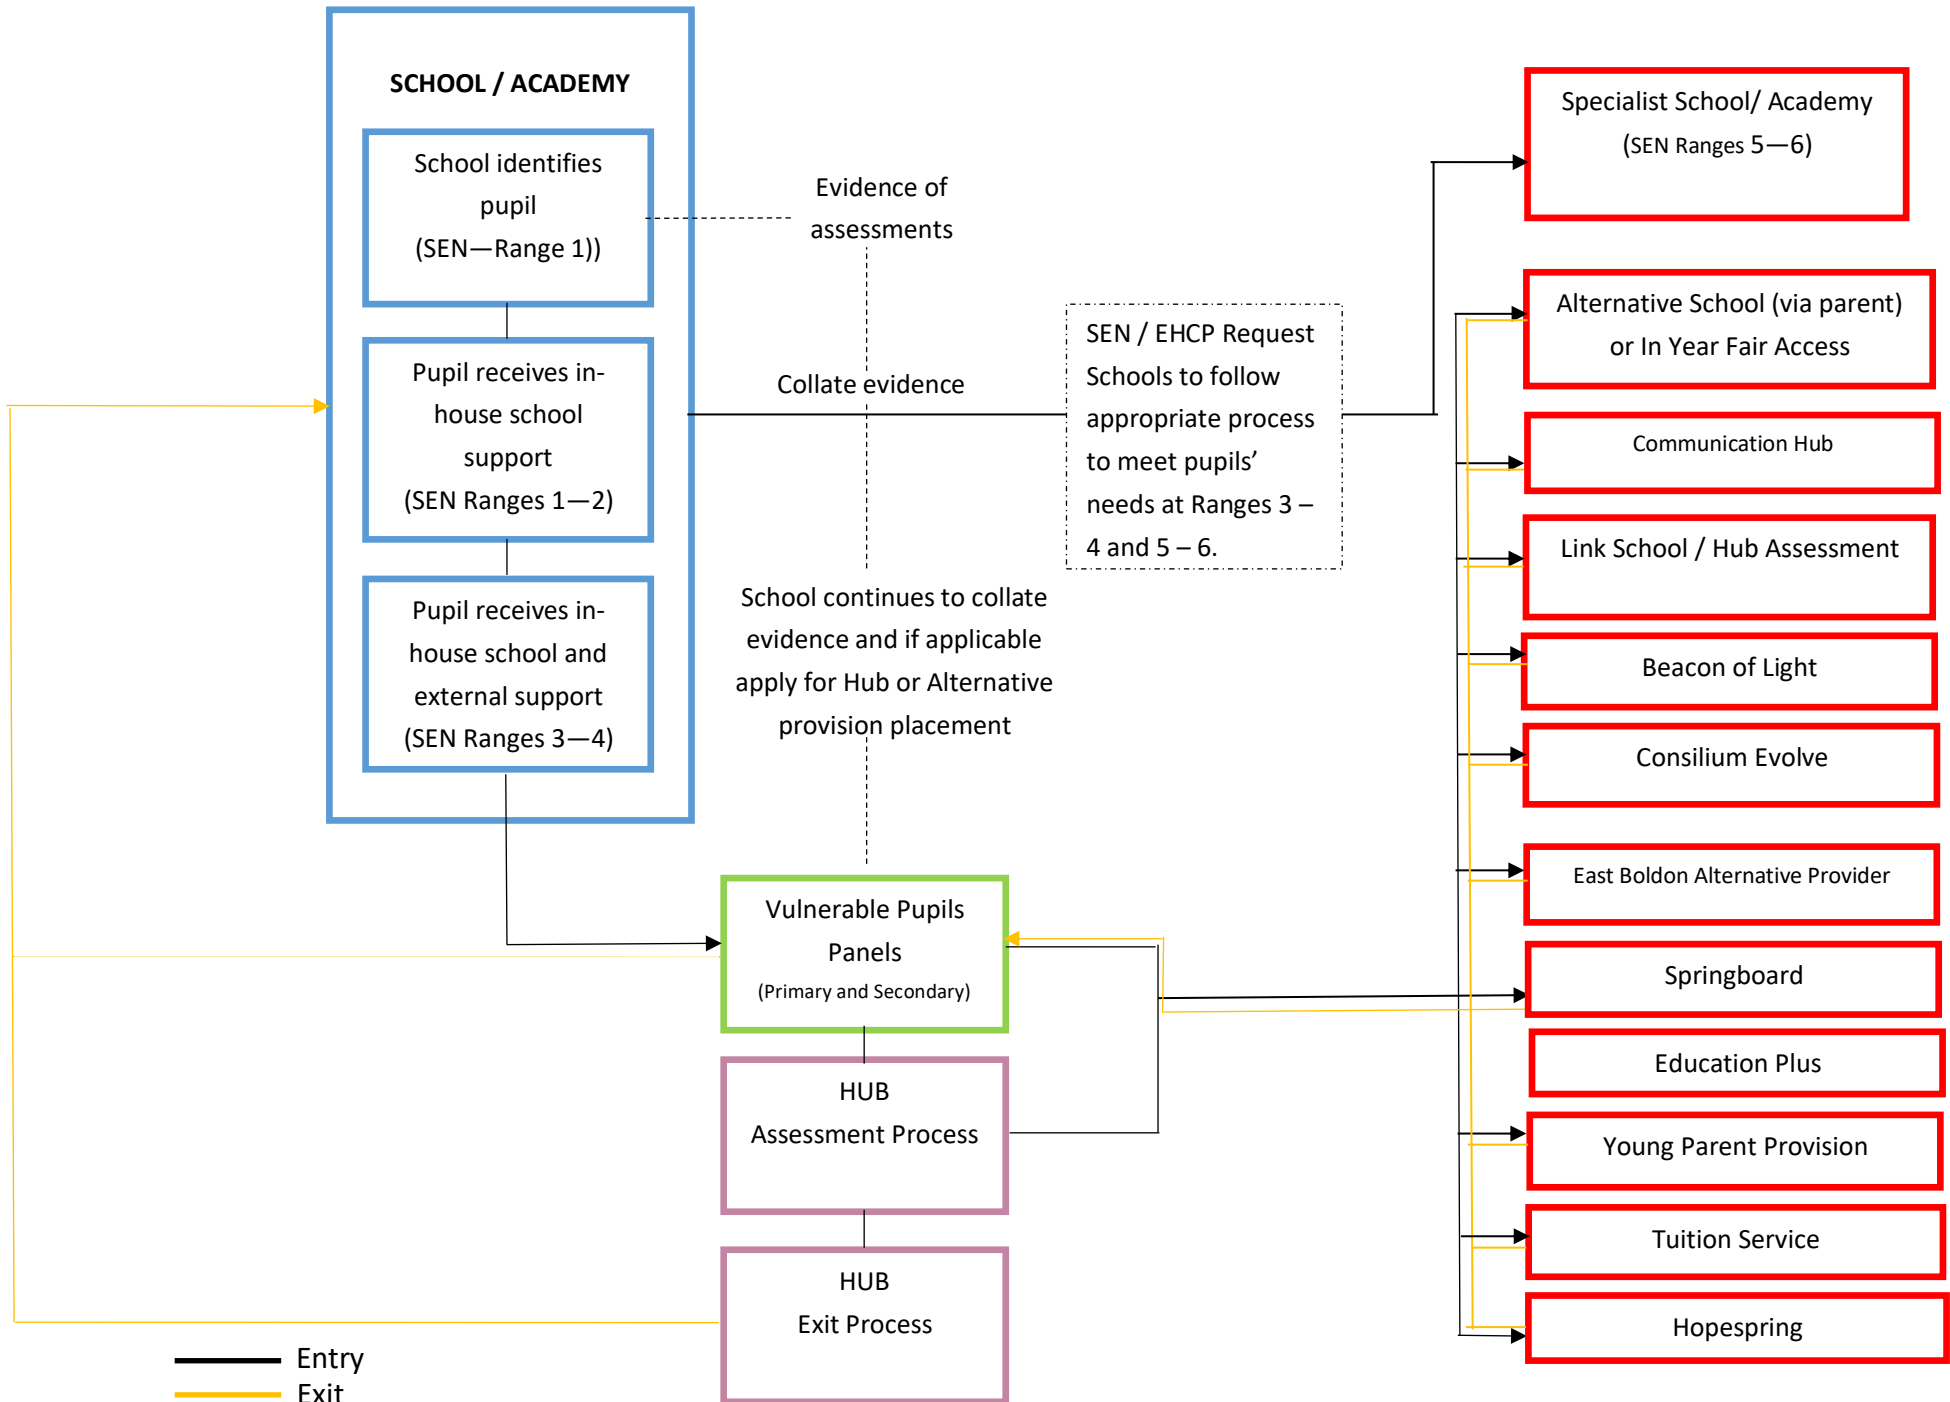 SCHOOL / ACADEMY
School identifies
pupil
(SEN—Range 1))
Pupil receives in-
house school
support
(SEN Ranges 1—2)
Pupil receives in-
house school and
external support
(SEN Ranges 3—4)
Evidence of
assessments
Collate evidence
School continues to collate
evidence and if applicable
apply for Hub or Alternative
provision placement
SEN / EHCP Request
Schools to follow
appropriate process
to meet pupils’
needs at Ranges 3 –
4 and 5 – 6.
Vulnerable Pupils
Panels
(Primary and Secondary)
HUB
Assessment Process
HUB
Exit Process
Specialist School/ Academy
(SEN Ranges 5—6)
Alternative School (via parent)
or In Year Fair Access
Communication Hub
Link School / Hub Assessment
Beacon of Light
Consilium Evolve
East Boldon Alternative Provider
Springboard
Education Plus
Young Parent Provision
Tuition Service
Hopespring
Entry
Exit